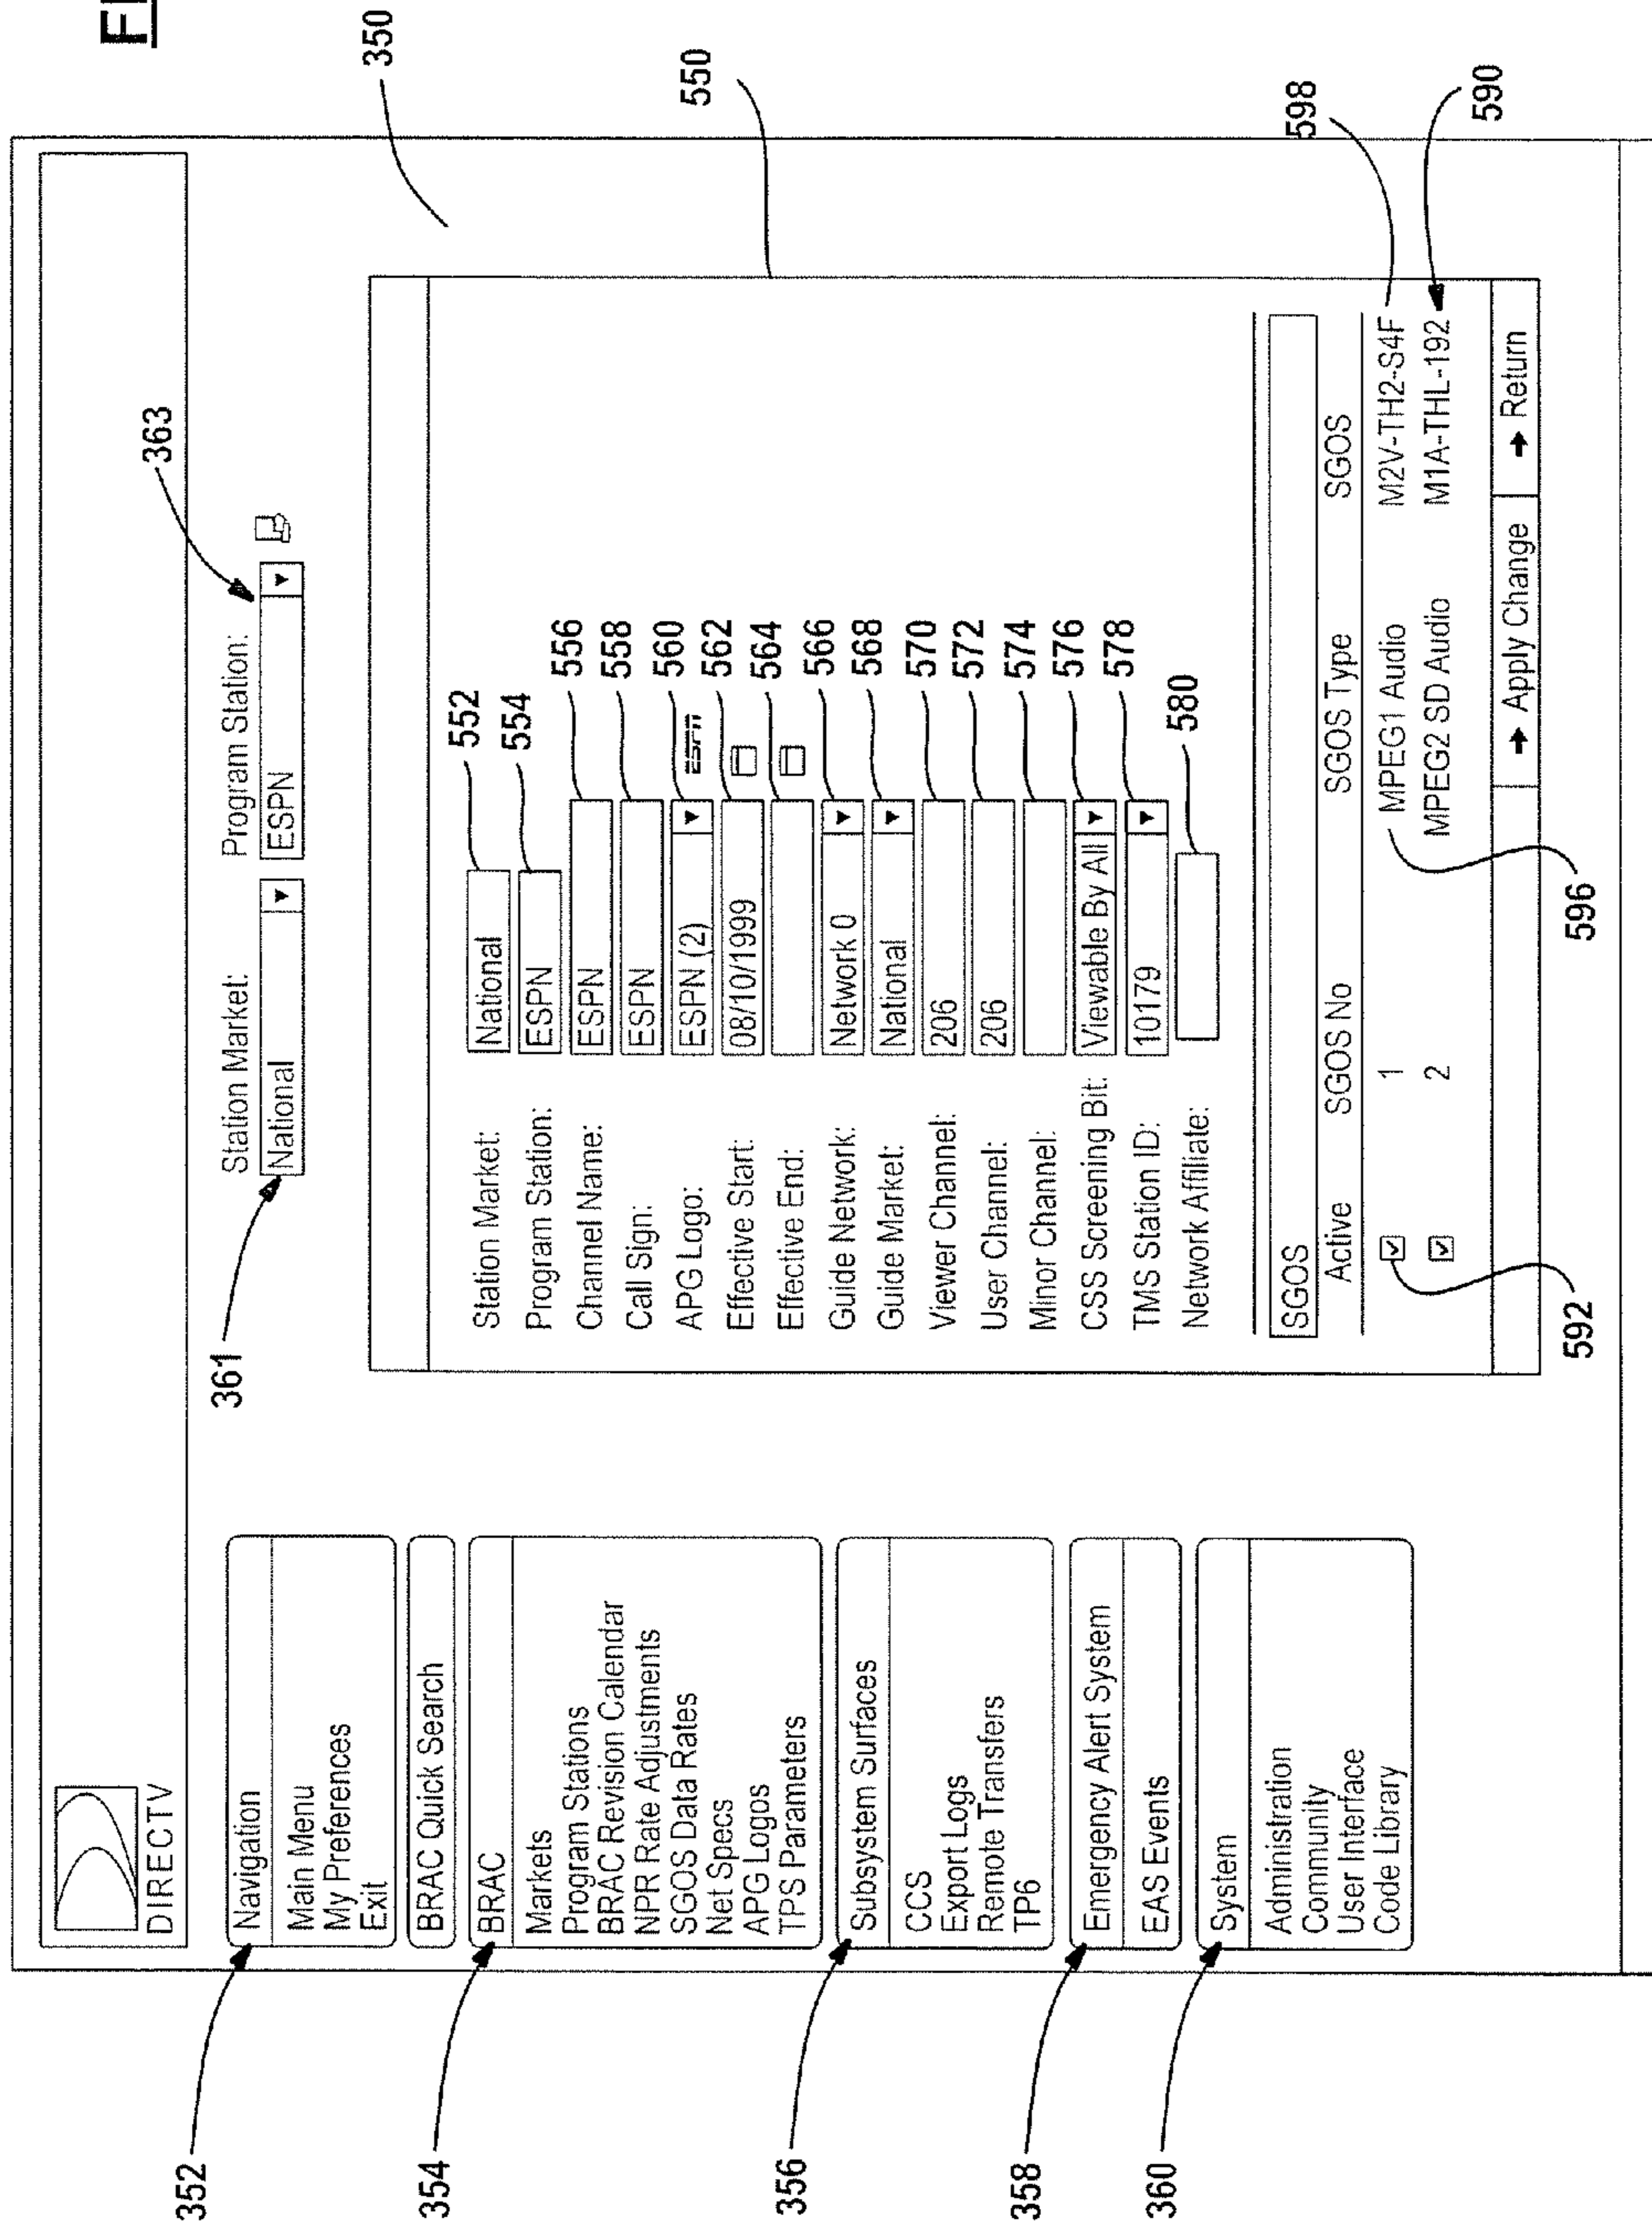 FI
DIRECTV
Station Market:
Program Station:
National
ESPN
361
363
350
352
Navigation
Main Menu
My Preferences
Exit
BRAC Quick Search
354
BRAC
Markets
Program Stations
BRAC Revision Calendar
NPR Rate Adjustments
SGOS Data Rates
Net Specs
APG Logos
TPS Parameters
356
Subsystem Surfaces
CCS
Export Logs
Remote Transfers
TP6
358
Emergency Alert System
EAS Events
360
System
Administration
Community
User Interface
Code Library
550
Station Market: National 552
Program Station: ESPN 554
Channel Name: ESPN 556
Call Sign: ESPN 558
APG Logo: ESPN (2) ESPN 560
Effective Start: 08/10/1999 562
Effective End: 564
Guide Network: Network 0 566
Guide Market: National 568
Viewer Channel: 206 570
User Channel: 206 572
Minor Channel: 574
CSS Screening Bit: Viewable By All 576
TMS Station ID: 10179 578
Network Affiliate: 580
SGOS
Active SGOS No SGOS Type SGOS
1 MPEG1 Audio M2V-TH2-S4F 598
2 MPEG2 SD Audio M1A-THL-192 590
Apply Change Return
592
596